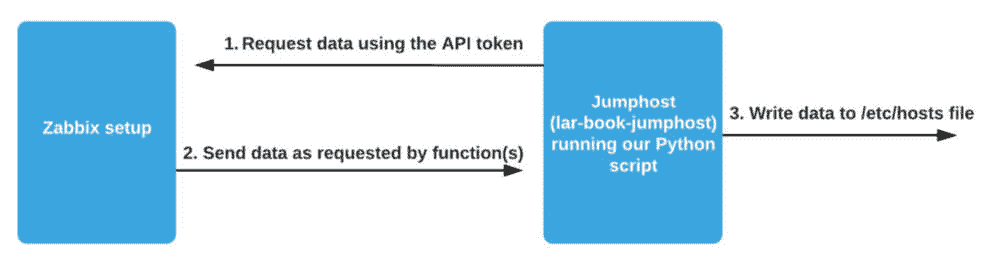 1. Request data using the API token
Zabbix setup
2. Send data as requested by function(s)
Jumphost
(lar-book-jumphost)
running our Python
script
3. Write data to /etc/hosts file